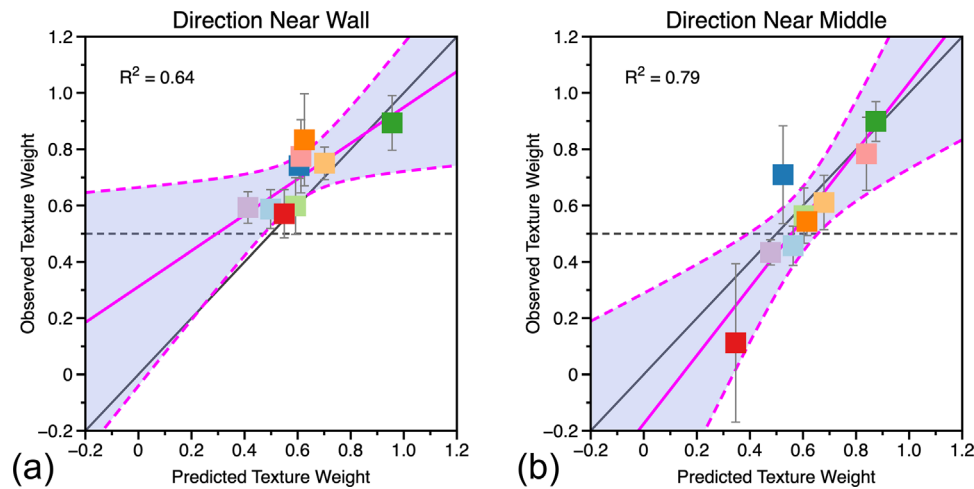 Direction Near Wall
R² = 0.64
Observed Texture Weight
1.2
1.0
0.8
0.6
0.4
0.2
0
−0.2
−0.2 0 0.2 0.4 0.6 0.8 1.0 1.2
Predicted Texture Weight
(a)
Direction Near Middle
R² = 0.79
Observed Texture Weight
1.2
1.0
0.8
0.6
0.4
0.2
0
−0.2
−0.2 0 0.2 0.4 0.6 0.8 1.0 1.2
Predicted Texture Weight
(b)